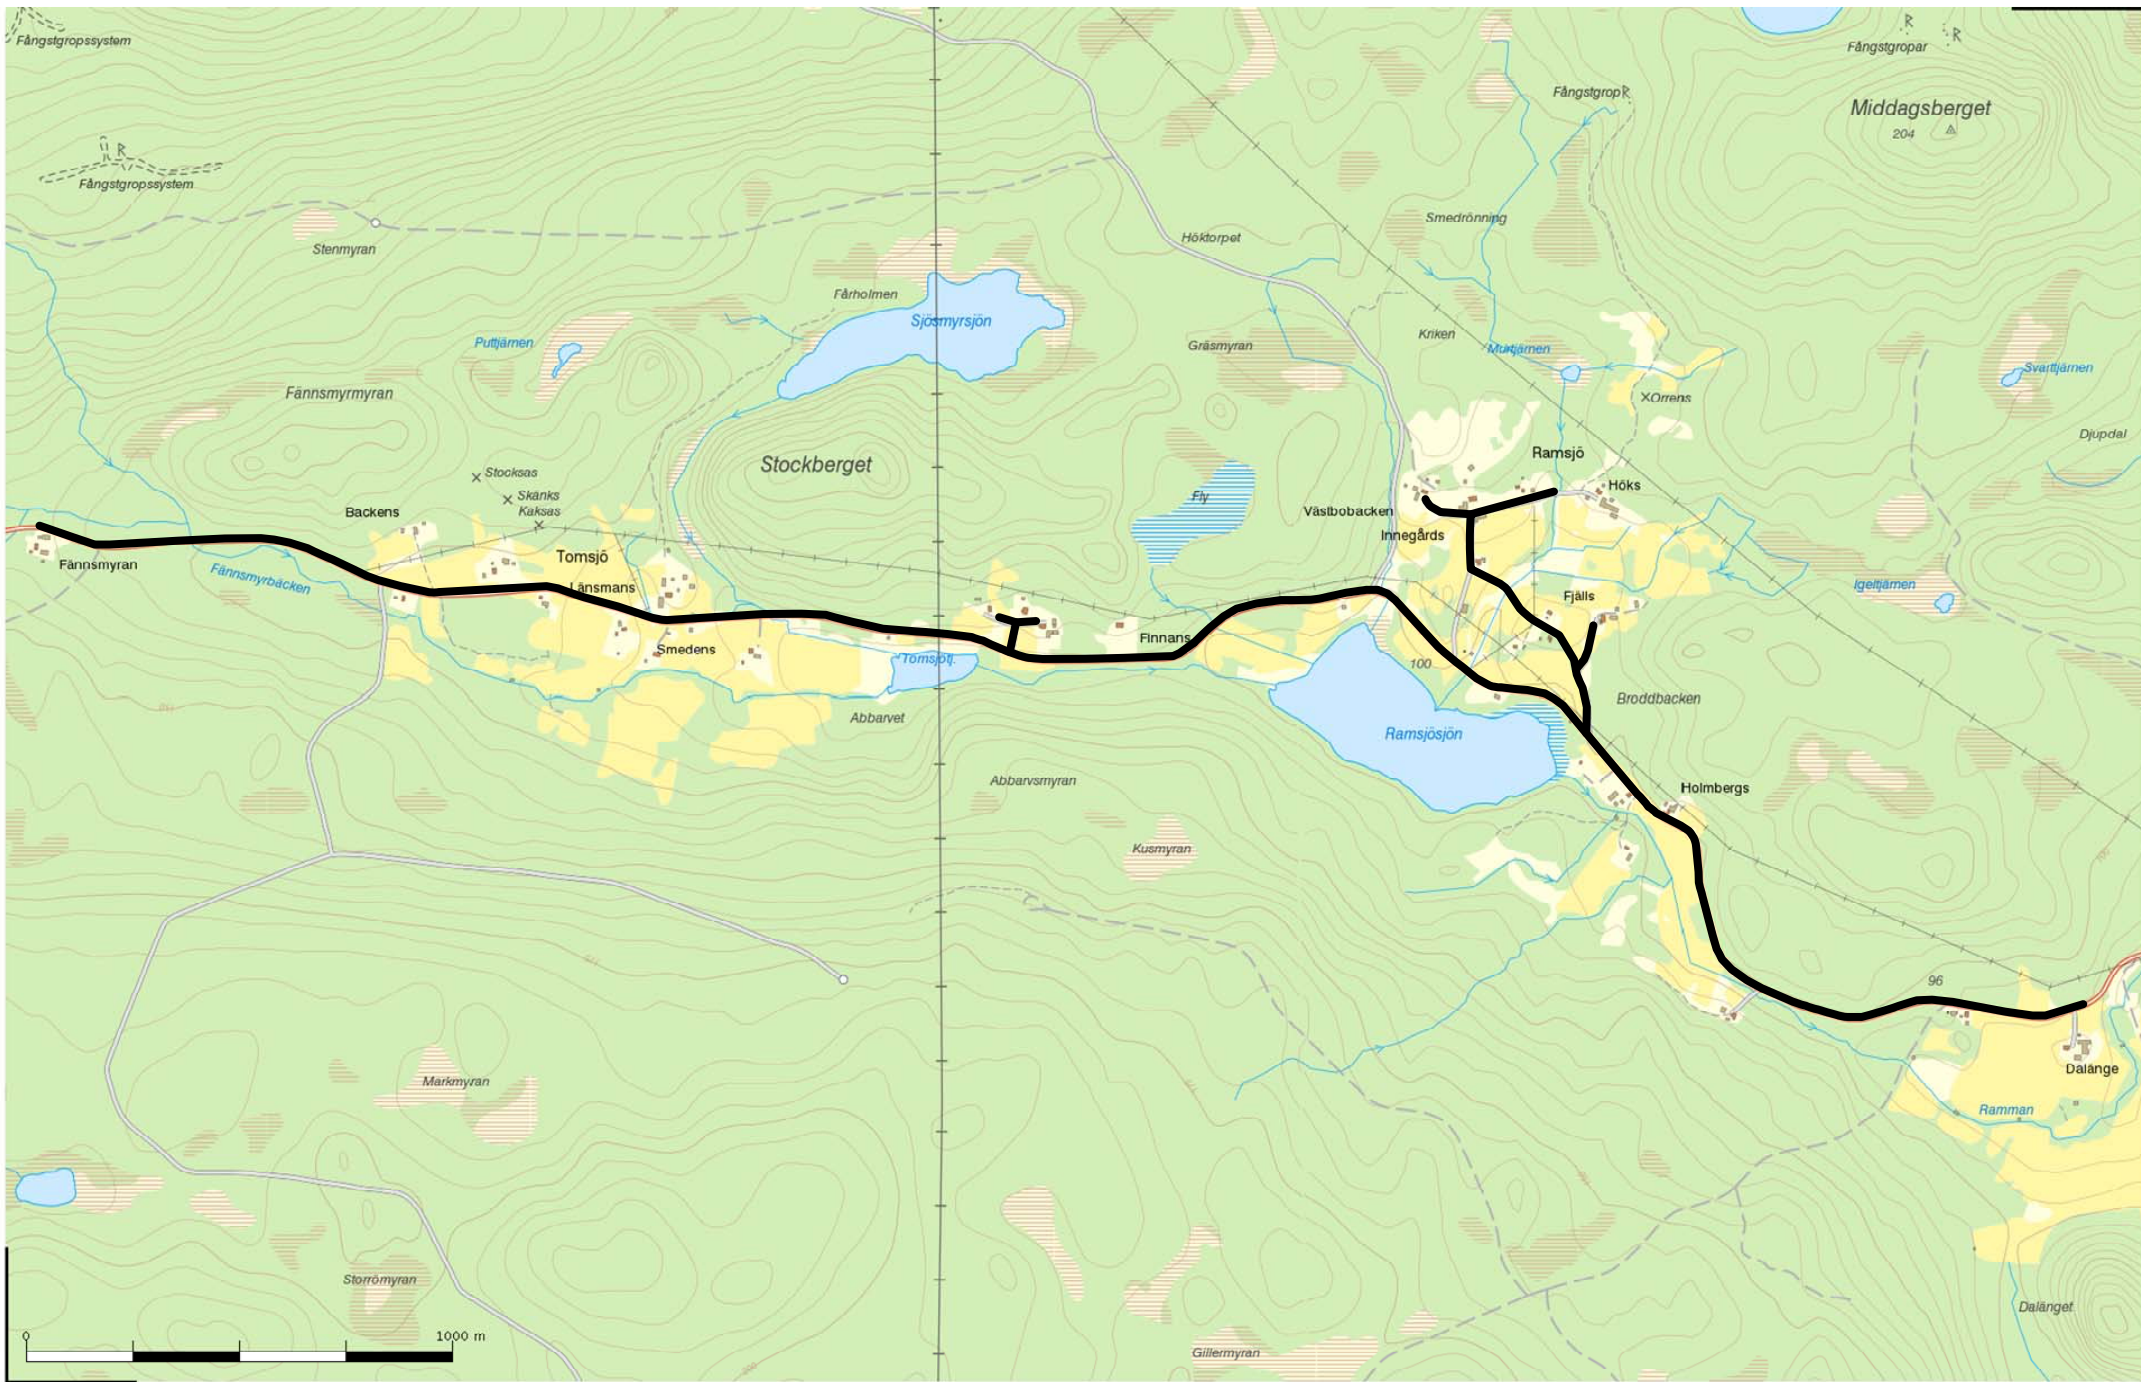 Fångstgropssystem
Fångstgropar
Fångstgrop R
Middagsberget
204
R
R
R
Fångstgropssystem
Stenmyran
Smedrönning
Höktorpet
Fårholmen
Sjösmyrsjön
Puttjärnen
Gräsmyran
Kriken
Murtjärnen
Svarttjärnen
Fännsmyrmyran
Orrens
Djupdal
Stockberget
Ramsjö
Stocksas
Höks
Skänks
Fly
Kaksas
Backens
Västbobacken
Innegårds
Tomsjö
Fännsmyran
Fännsmyrbäcken
Länsmans
Igeltjärnen
Fjälls
Finnans
Smedens
Tomsjötj.
100
Broddbacken
Abbarvet
Ramsjösjön
Abbarvsmyran
Holmbergs
Kusmyran
96
Markmyran
Dalänge
Ramman
Storrömyran
Dalänget
0
1000 m
Gillermyran